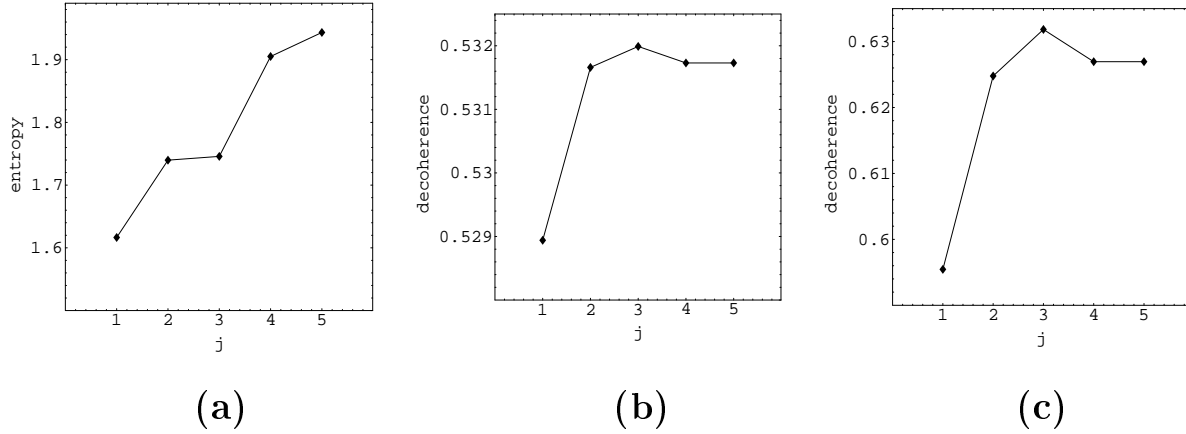 entropy
1.9
1.8
1.7
1.6
1 2 3 4 5
j
(a)
decoherence
0.532
0.531
0.53
0.529
1 2 3 4 5
j
(b)
decoherence
0.63
0.62
0.61
0.6
1 2 3 4 5
j
(c)